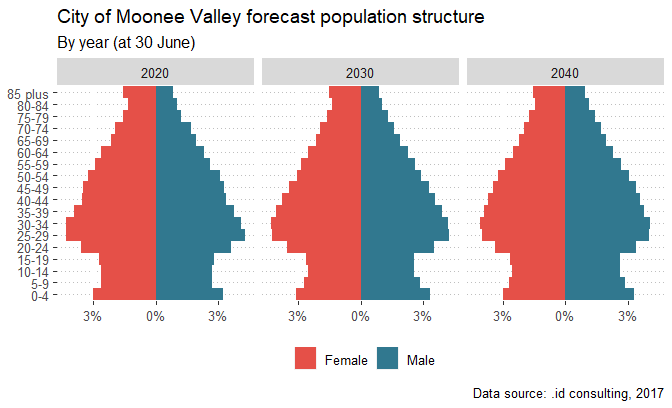 City of Moonee Valley forecast population structure
By year (at 30 June)
2020 2030 2040
85 plus
80-84
75-79
70-74
65-69
60-64
55-59
50-54
45-49
40-44
35-39
30-34
25-29
20-24
15-19
10-14
5-9
0-4
3% 0% 3% 3% 0% 3% 3% 0% 3%
Female Male
Data source: .id consulting, 2017